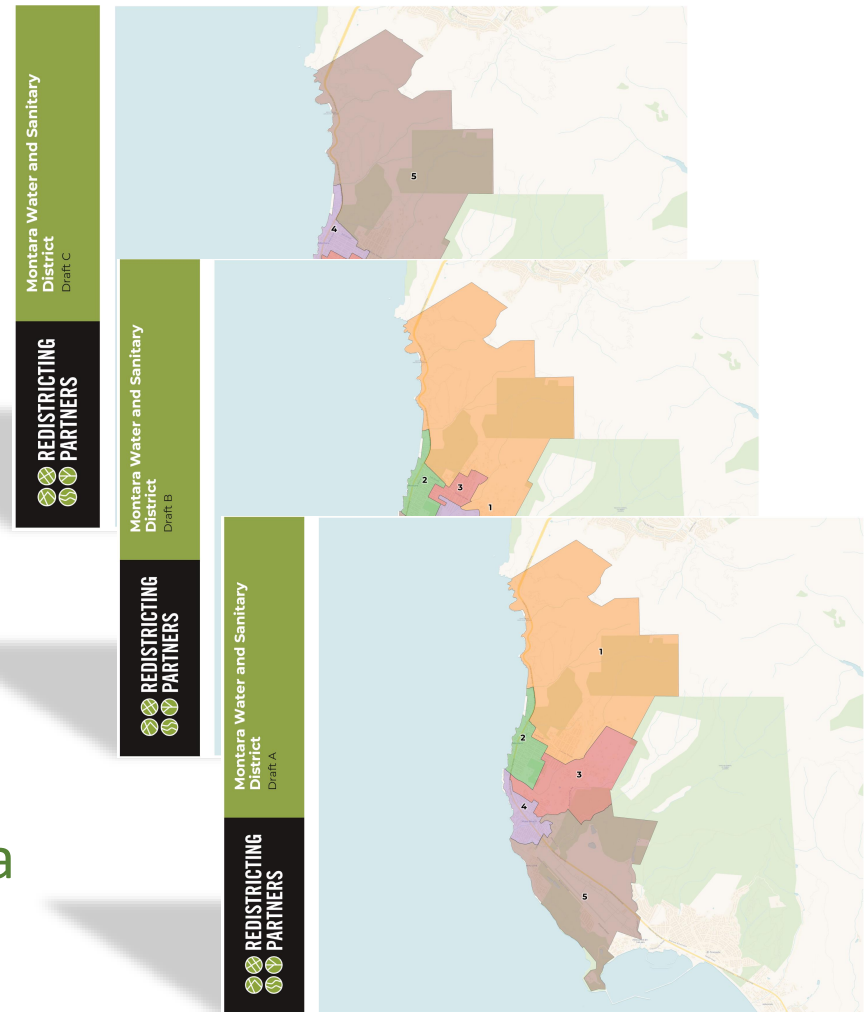 Montara Water and Sanitary
District
Draft C
REDISTRICTING
PARTNERS
5
4
Montara Water and Sanitary
District
Draft B
REDISTRICTING
PARTNERS
2
3
1
Montara Water and Sanitary
District
Draft A
REDISTRICTING
PARTNERS
1
2
3
4
5
a